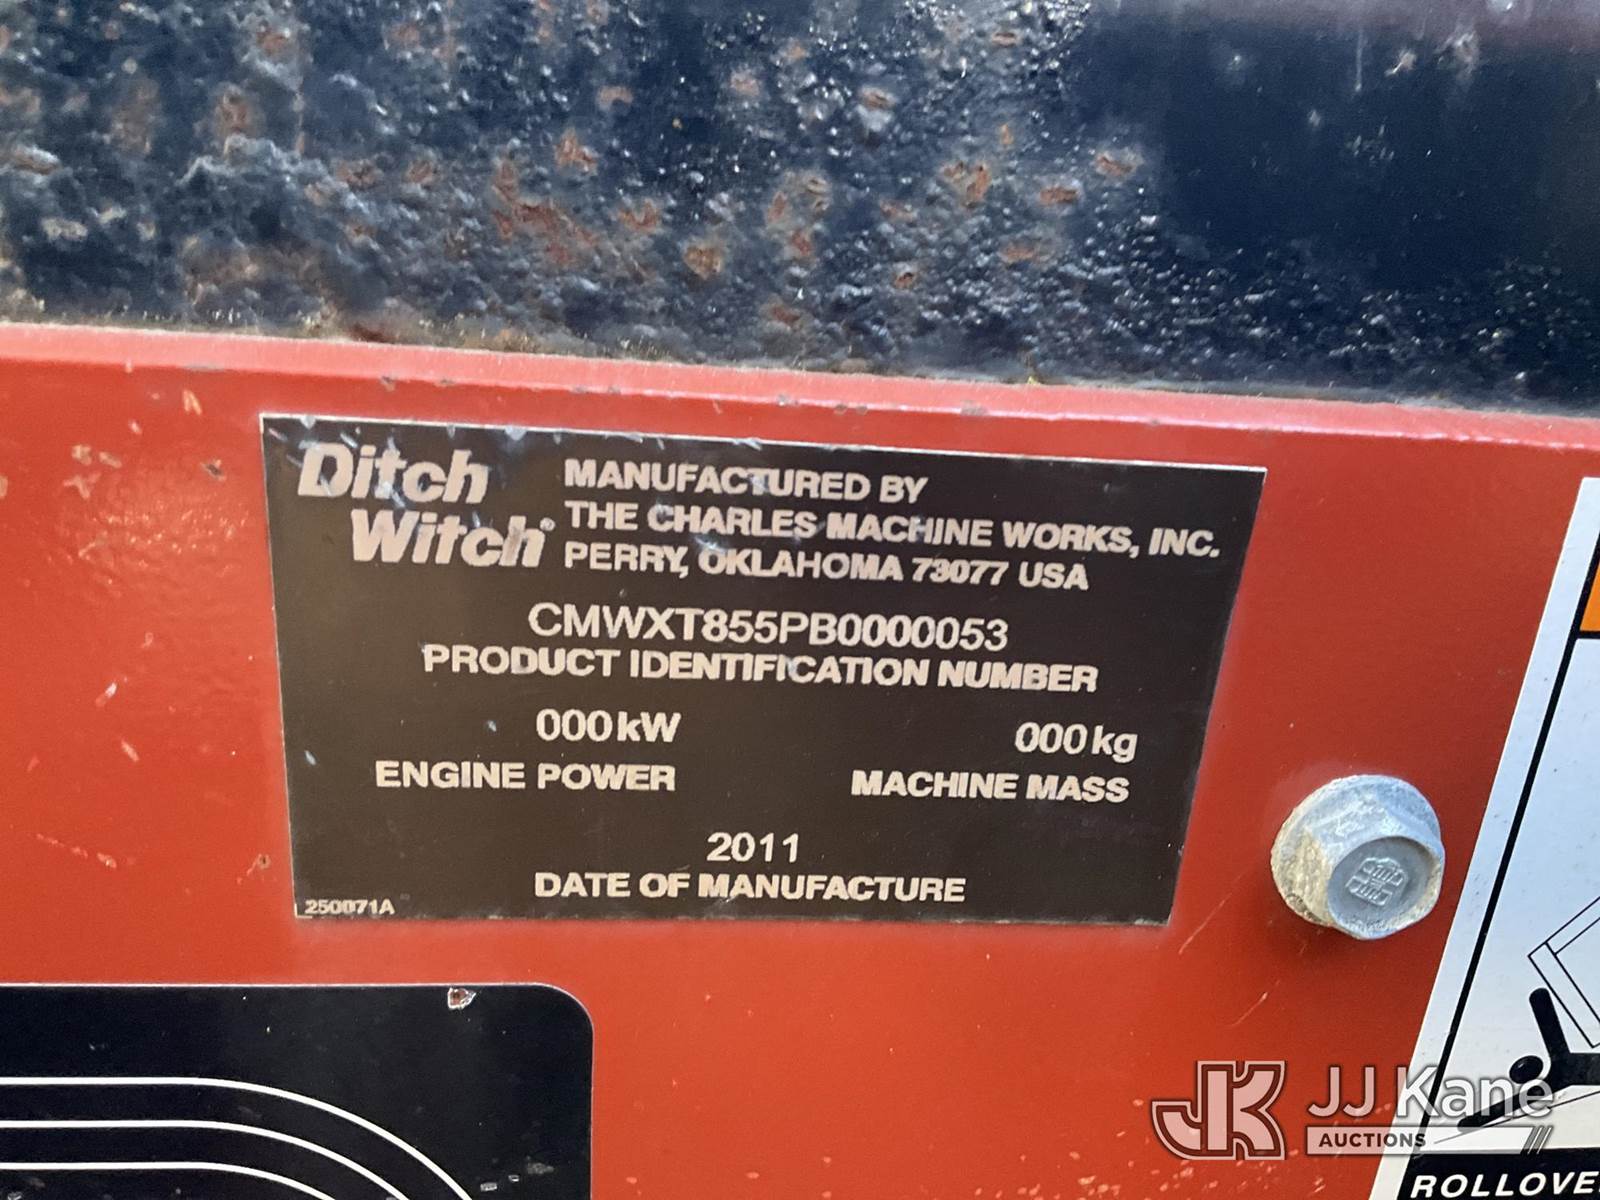 Ditch
Witch®
MANUFACTURED BY
THE CHARLES MACHINE WORKS, INC.
PERRY, OKLAHOMA 73077 USA
CMWXT855PB0000053
PRODUCT IDENTIFICATION NUMBER
000kW
ENGINE POWER
000kg
MACHINE MASS
2011
DATE OF MANUFACTURE
250071A
JK JJ Kane
AUCTIONS